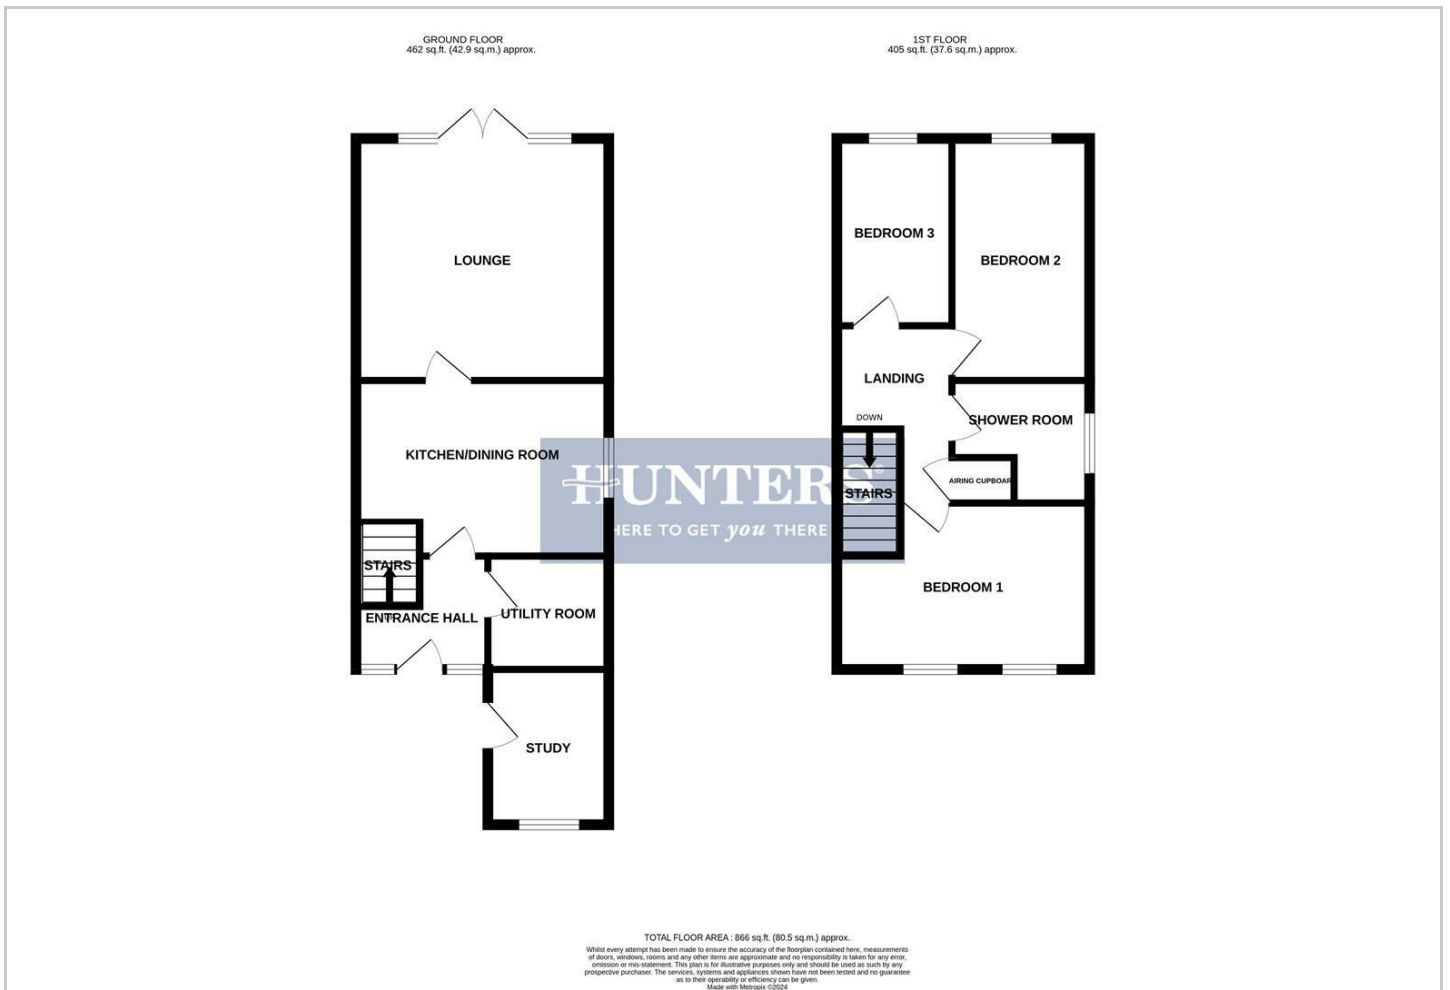 GROUND FLOOR
462 sq.ft. (42.9 sq.m.) approx.
LOUNGE
KITCHEN/DINING ROOM
STAIRS
ENTRANCE HALL
UTILITY ROOM
STUDY
1ST FLOOR
405 sq.ft. (37.6 sq.m.) approx.
BEDROOM 3
BEDROOM 2
LANDING
DOWN
SHOWER ROOM
AIRING CUPBOAR
STAIRS
BEDROOM 1
HUNTERS®
HERE TO GET you THERE
TOTAL FLOOR AREA : 866 sq.ft. (80.5 sq.m.) approx.
Whilst every attempt has been made to ensure the accuracy of the floorplan contained here, measurements
of doors, windows, rooms and any other items are approximate and no responsibility is taken for any error,
omission or mis-statement. This plan is for illustrative purposes only and should be used as such by any
prospective purchaser. The services, systems and appliances shown have not been tested and no guarantee
as to their operability or efficiency can be given.
Made with Metropix ©2024